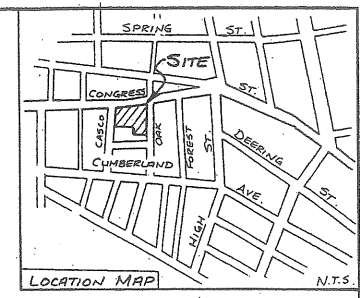 SPRING ST.
SITE
CONGRESS ST.
CASCO
OAK
FOREST ST.
DEERING ST.
CUMBERLAND AVE.
HIGH
LOCATION MAP
N.T.S.